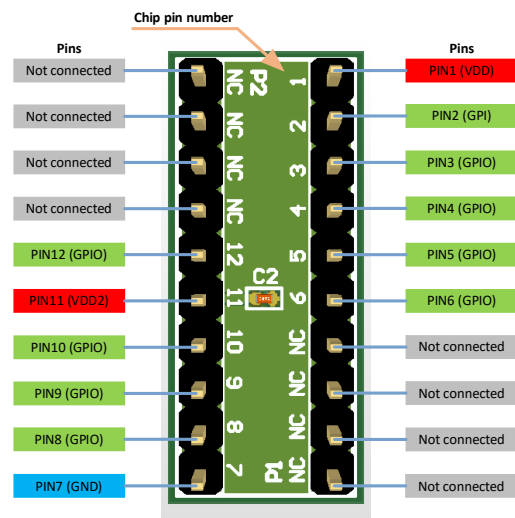 Chip pin number
Pins
Pins
Not connected
NC
P2
1
PIN1 (VDD)
Not connected
NC
2
PIN2 (GPI)
Not connected
NC
3
PIN3 (GPIO)
Not connected
NC
4
PIN4 (GPIO)
PIN12 (GPIO)
12
5
PIN5 (GPIO)
C2
PIN11 (VDD2)
11
6
PIN6 (GPIO)
PIN10 (GPIO)
10
NC
Not connected
PIN9 (GPIO)
9
NC
Not connected
PIN8 (GPIO)
8
NC
Not connected
PIN7 (GND)
7
P1
NC
Not connected